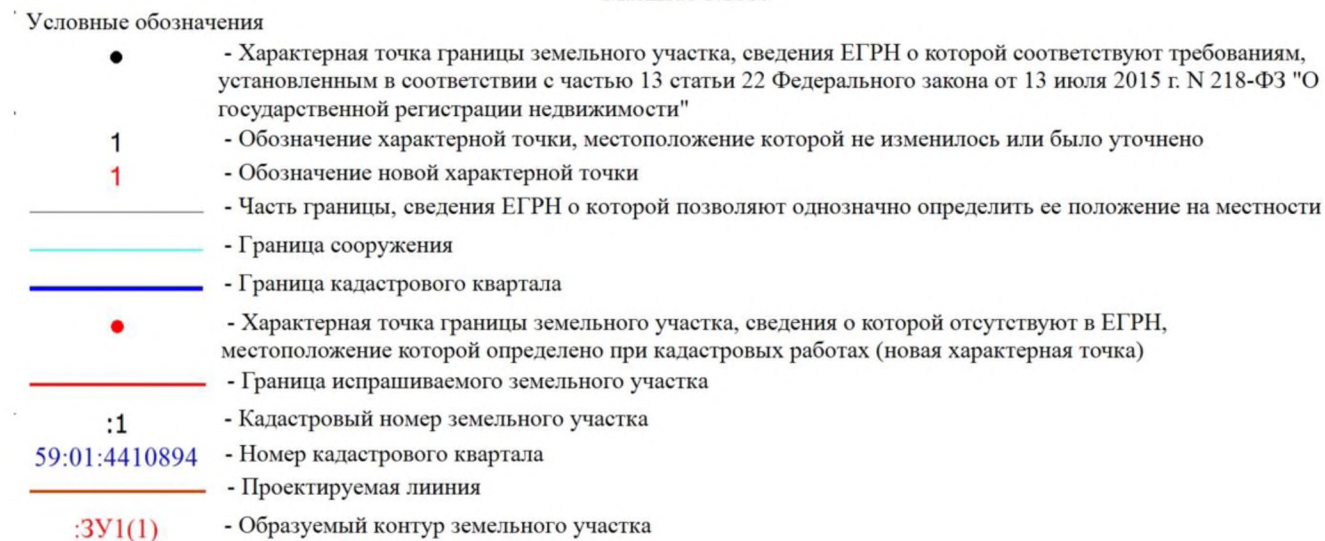 Условные обозначения
- Характерная точка границы земельного участка, сведения ЕГРН о которой соответствуют требованиям,
установленным в соответствии с частью 13 статьи 22 Федерального закона от 13 июля 2015 г. N 218-ФЗ "О
государственной регистрации недвижимости"
1 - Обозначение характерной точки, местоположение которой не изменилось или было уточнено
1 - Обозначение новой характерной точки
- Часть границы, сведения ЕГРН о которой позволяют однозначно определить ее положение на местности
- Граница сооружения
- Граница кадастрового квартала
- Характерная точка границы земельного участка, сведения о которой отсутствуют в ЕГРН,
местоположение которой определено при кадастровых работах (новая характерная точка)
- Граница испрашиваемого земельного участка
:1 - Кадастровый номер земельного участка
59:01:4410894 - Номер кадастрового квартала
- Проектируемая лииния
:ЗУ1(1) - Образуемый контур земельного участка